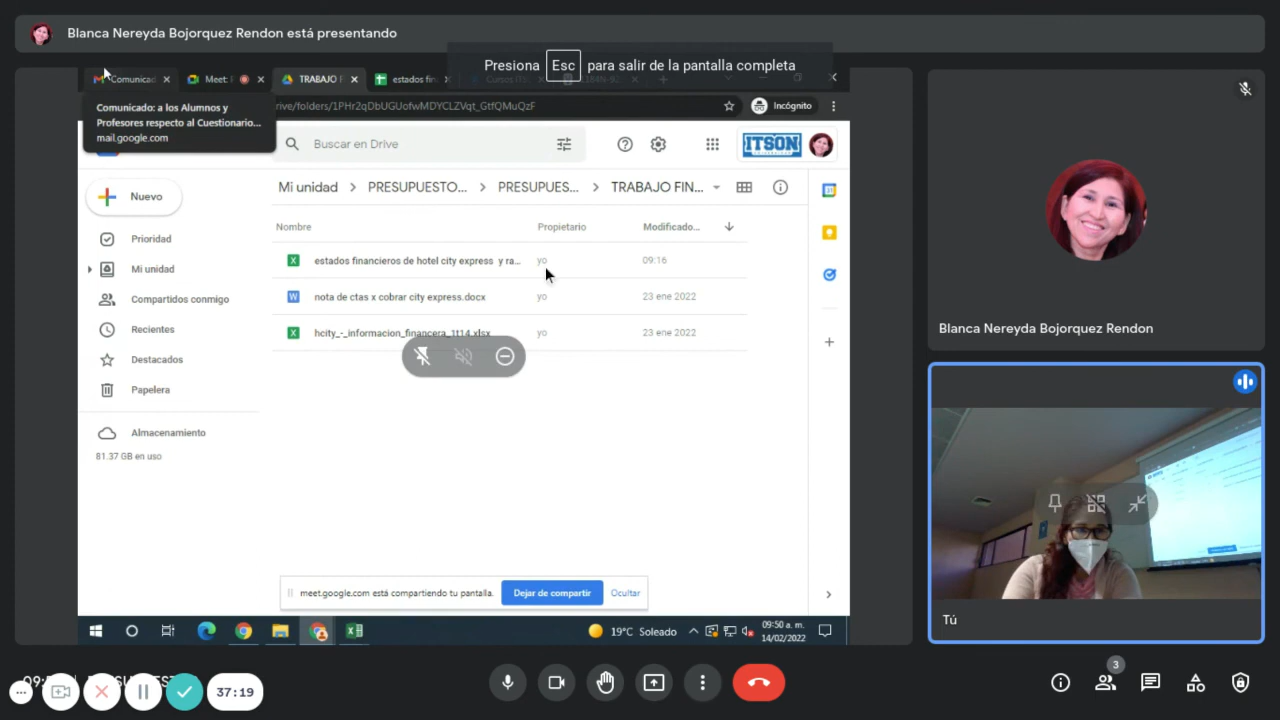 Blanca Nereyda Bojorquez Rendon está presentando
Presiona Esc para salir de la pantalla completa
Comunicac
Meet:
TRABAJO F
estados fin
Comunicado: a los Alumnos y
Profesores respecto al Cuestionario...
mail.google.com
rive/folders/1PHr2qDbUGUofwMDYCLZVqt_GtfQMuQzF
Incógnito
Buscar en Drive
ITSON
Nuevo
Mi unidad > PRESUPUESTO... > PRESUPUES... > TRABAJO FIN...
Nombre Propietario Modificado...
Prioridad
Mi unidad
Compartidos conmigo
Recientes
Destacados
Papelera
Almacenamiento
81.37 GB en uso
estados financieros de hotel city express y ra... yo 09:16
nota de ctas x cobrar city express.docx yo 23 ene 2022
hcity_-_informacion_financera_1t14.xlsx yo 23 ene 2022
meet.google.com está compartiendo tu pantalla. Dejar de compartir Ocultar
19°C Soleado
09:50 a. m.
14/02/2022
Blanca Nereyda Bojorquez Rendon
Tú
37:19
3